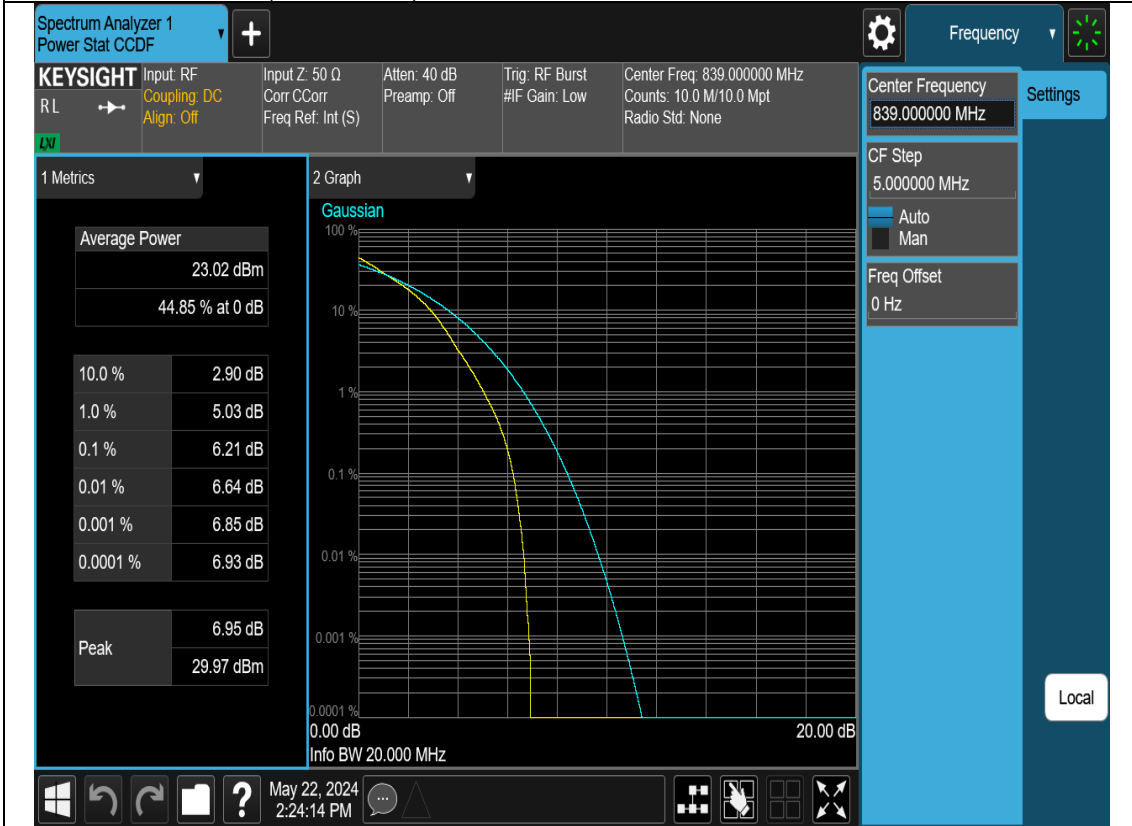 Spectrum Analyzer 1
Power Stat CCDF
+
Frequency
KEYSIGHT
RL
LXI
Input: RF
Coupling: DC
Align: Off
Input Z: 50 Ω
Corr CCorr
Freq Ref: Int (S)
Atten: 40 dB
Preamp: Off
Trig: RF Burst
#IF Gain: Low
Center Freq: 839.000000 MHz
Counts: 10.0 M/10.0 Mpt
Radio Std: None
Center Frequency
839.000000 MHz
Settings
CF Step
5.000000 MHz
Auto
Man
Freq Offset
0 Hz
Local
1 Metrics
Average Power
23.02 dBm
44.85 % at 0 dB
10.0 % 2.90 dB
1.0 % 5.03 dB
0.1 % 6.21 dB
0.01 % 6.64 dB
0.001 % 6.85 dB
0.0001 % 6.93 dB
Peak
6.95 dB
29.97 dBm
2 Graph
Gaussian
100 %
10 %
1 %
0.1 %
0.01 %
0.001 %
0.0001 %
0.00 dB 20.00 dB
Info BW 20.000 MHz
?
May 22, 2024
2:24:14 PM